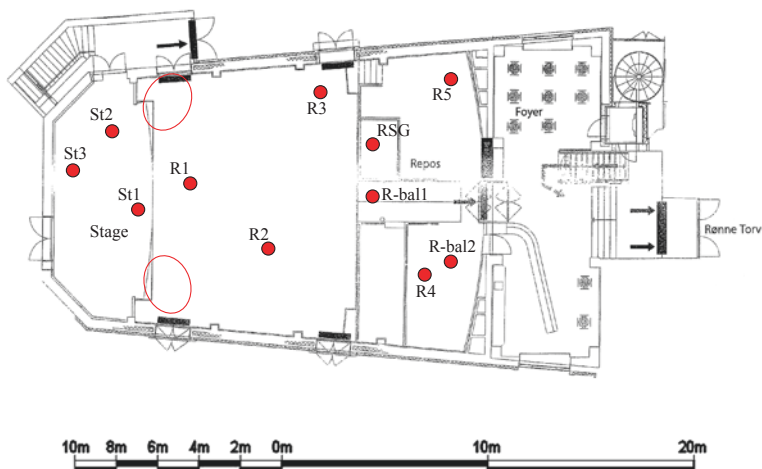 R3
R5
St2
Foyer
RSG
St3
R1
Repos
St1
R-bal1
Stage
Rønne Torv
R2
R-bal2
R4
10m 8m 6m 4m 2m 0m 10m 20m